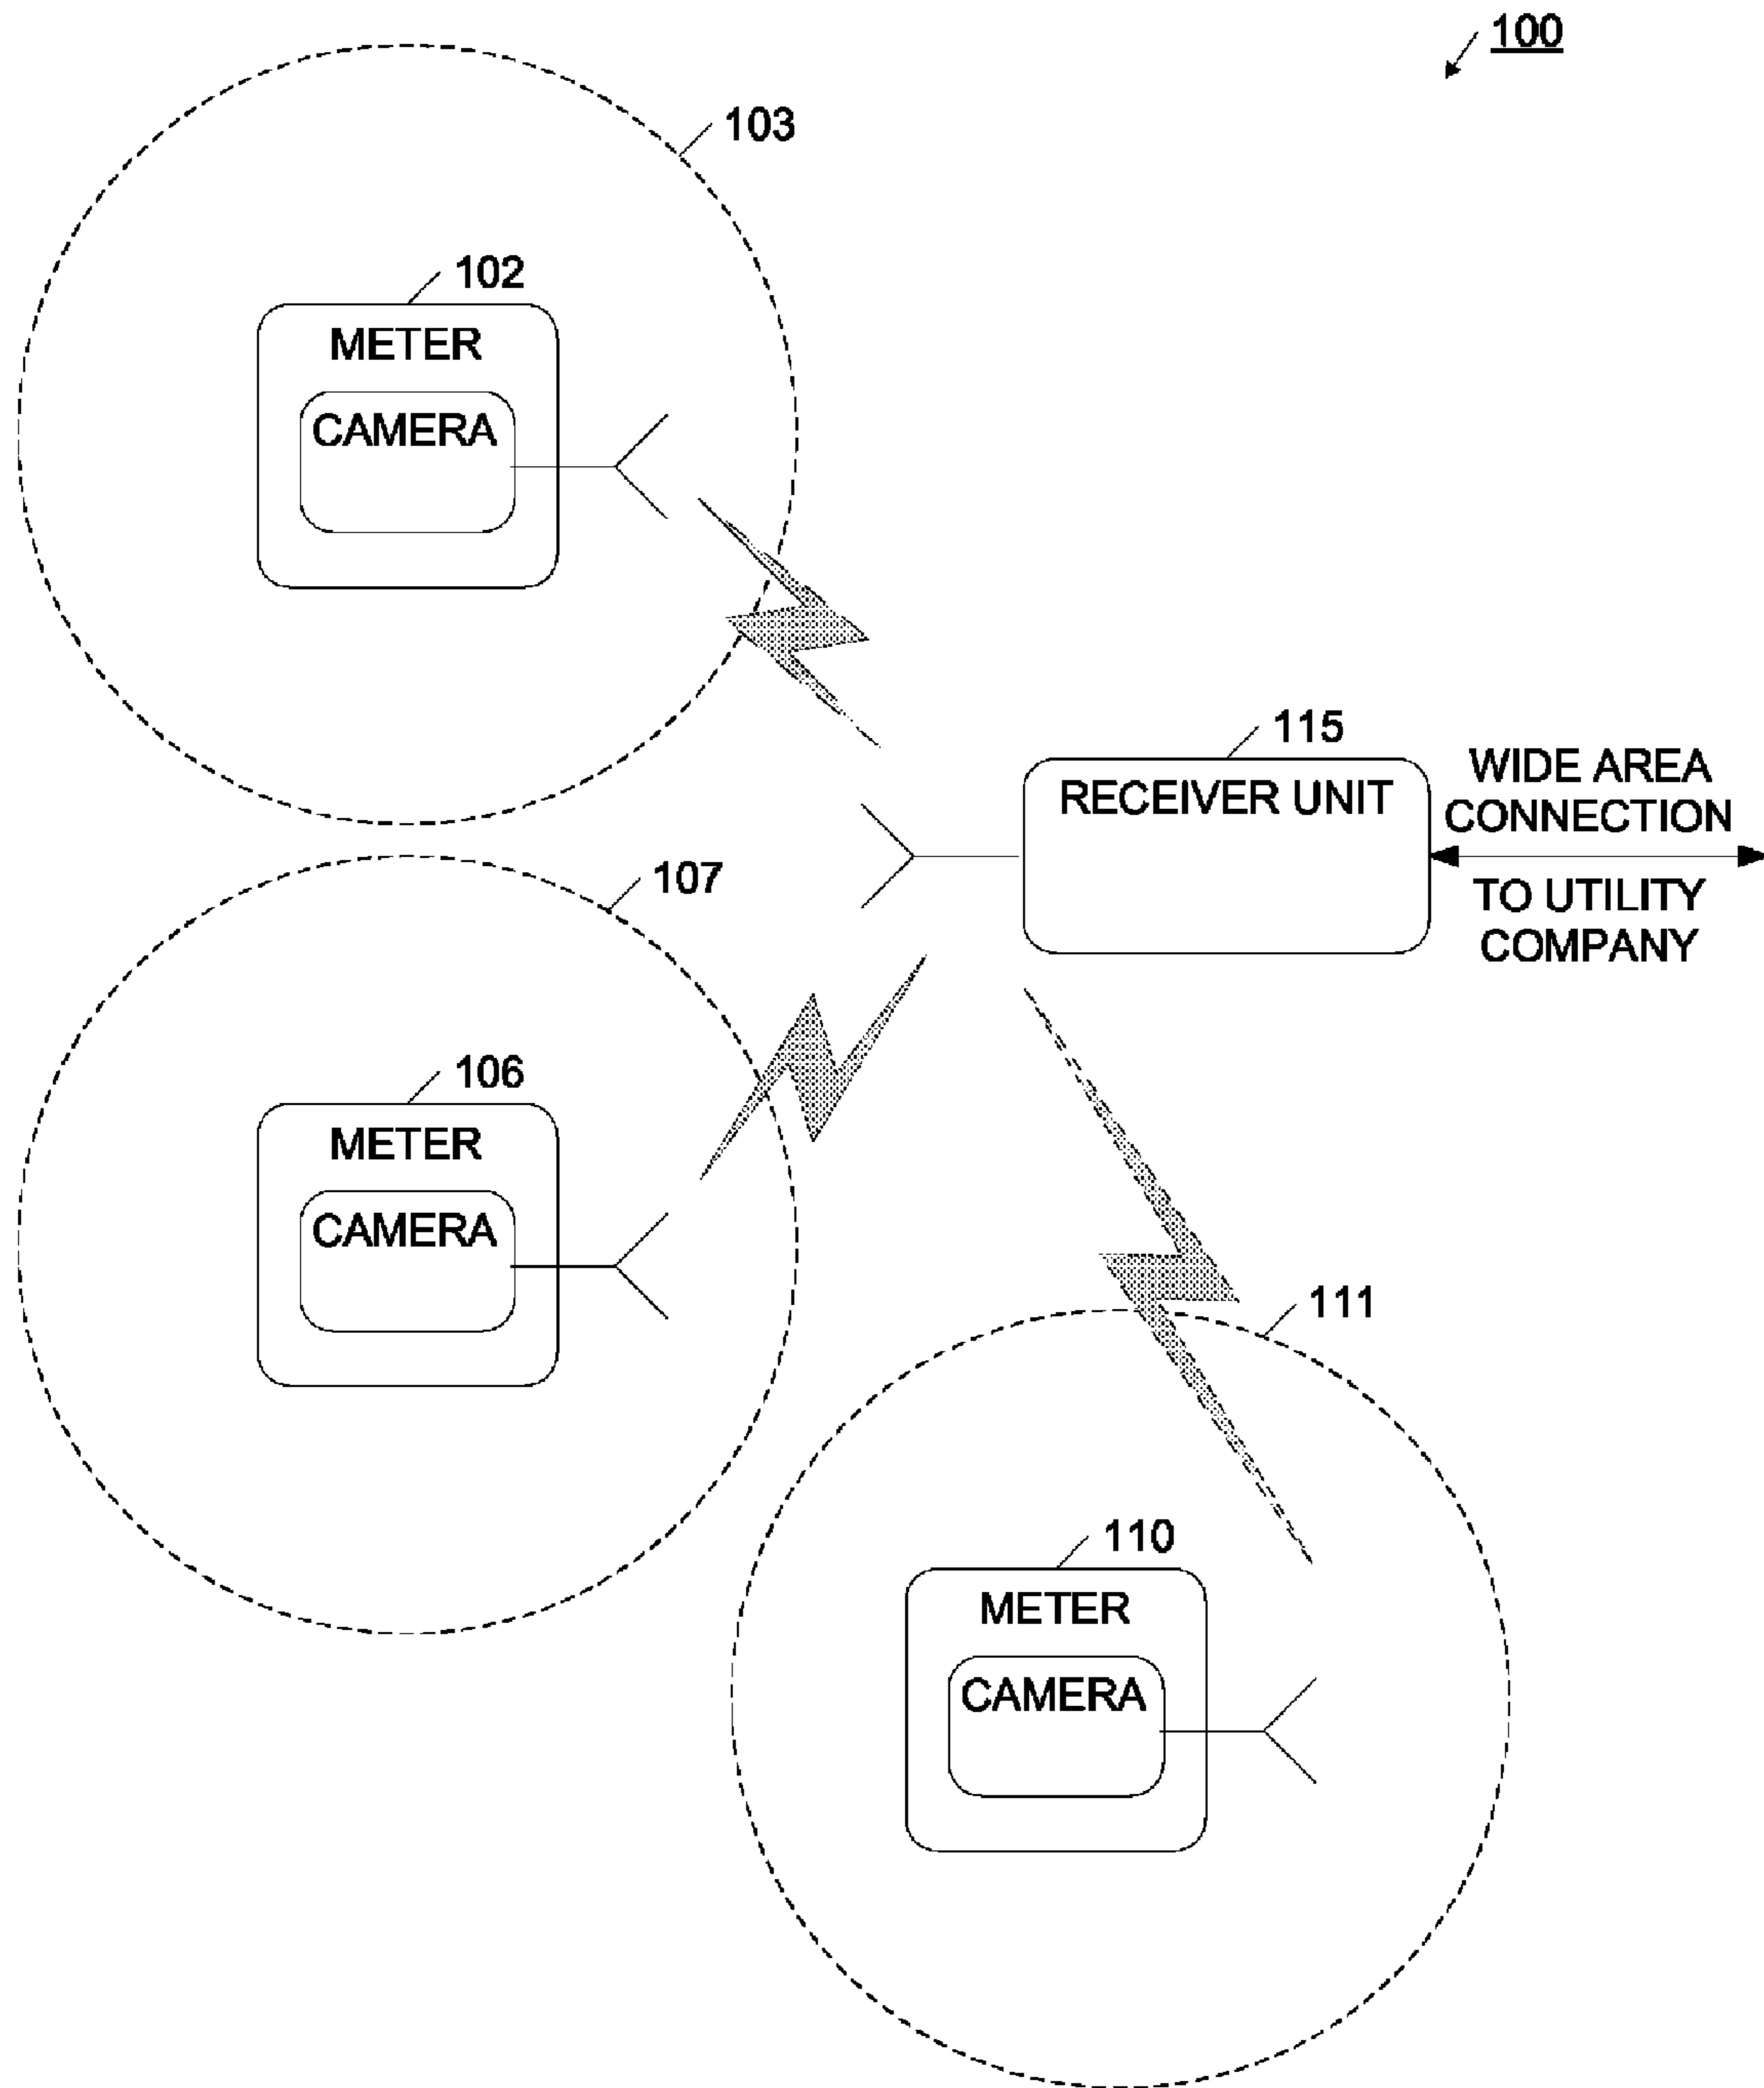 100
103
102
METER
CAMERA
115
RECEIVER UNIT
WIDE AREA
CONNECTION
TO UTILITY
COMPANY
107
106
METER
CAMERA
111
110
METER
CAMERA